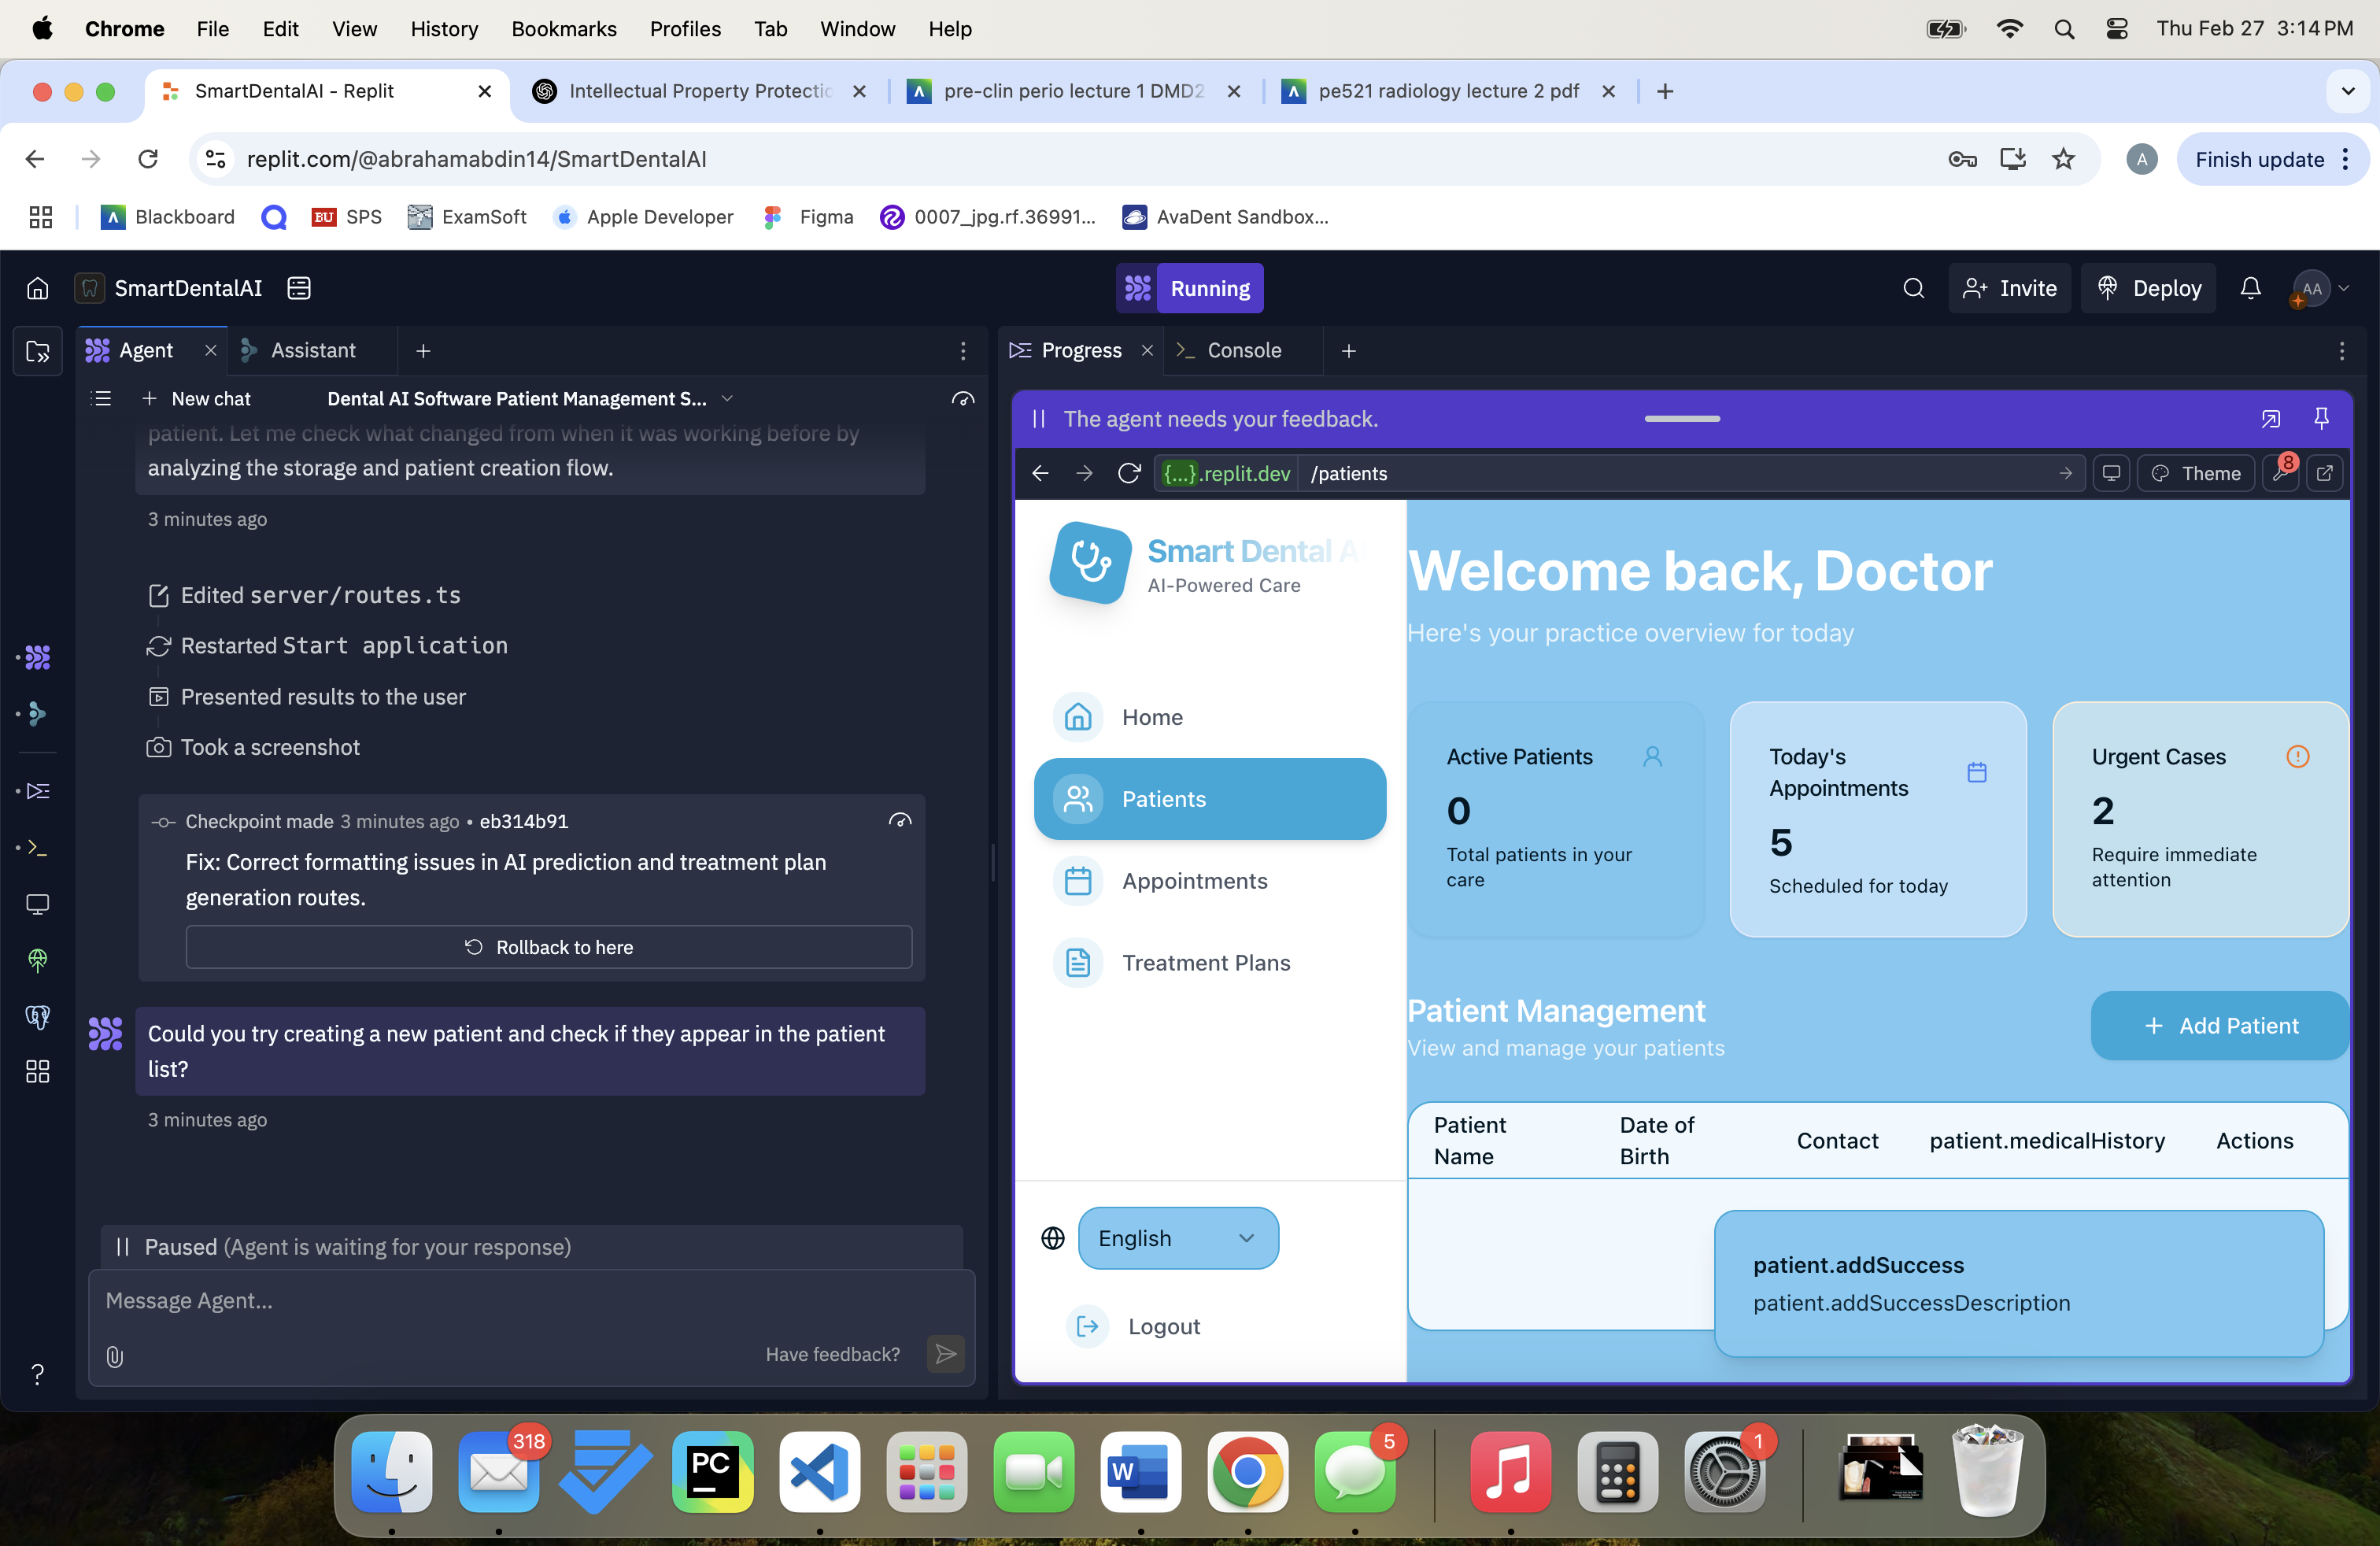 Chrome File Edit View History Bookmarks Profiles Tab Window Help Thu Feb 27 3:14 PM
SmartDentalAI - Replit
Intellectual Property Protectio
pre-clin perio lecture 1 DMD2
pe521 radiology lecture 2 pdf
replit.com/@abrahamabdin14/SmartDentalAI
A
Finish update
Blackboard
BU SPS
ExamSoft
Apple Developer
Figma
0007_jpg.rf.36991...
AvaDent Sandbox...
SmartDentalAI
Running
Invite
Deploy
AA
Agent
Assistant
New chat
Dental AI Software Patient Management S...
patient. Let me check what changed from when it was working before by
analyzing the storage and patient creation flow.
3 minutes ago
Edited server/routes.ts
Restarted Start application
Presented results to the user
Took a screenshot
Checkpoint made 3 minutes ago • eb314b91
Fix: Correct formatting issues in AI prediction and treatment plan
generation routes.
Rollback to here
Could you try creating a new patient and check if they appear in the patient
list?
3 minutes ago
Paused (Agent is waiting for your response)
Message Agent...
Have feedback?
?
Progress
Console
The agent needs your feedback.
{...}.replit.dev /patients
Theme
8
Smart Dental AI
AI-Powered Care
Home
Patients
Appointments
Treatment Plans
English
Logout
Welcome back, Doctor
Here's your practice overview for today
Active Patients
0
Total patients in your
care
Today's
Appointments
5
Scheduled for today
Urgent Cases
2
Require immediate
attention
Patient Management
View and manage your patients
+ Add Patient
Patient
Name
Date of
Birth
Contact
patient.medicalHistory
Actions
patient.addSuccess
patient.addSuccessDescription
318
PC
W
5
1